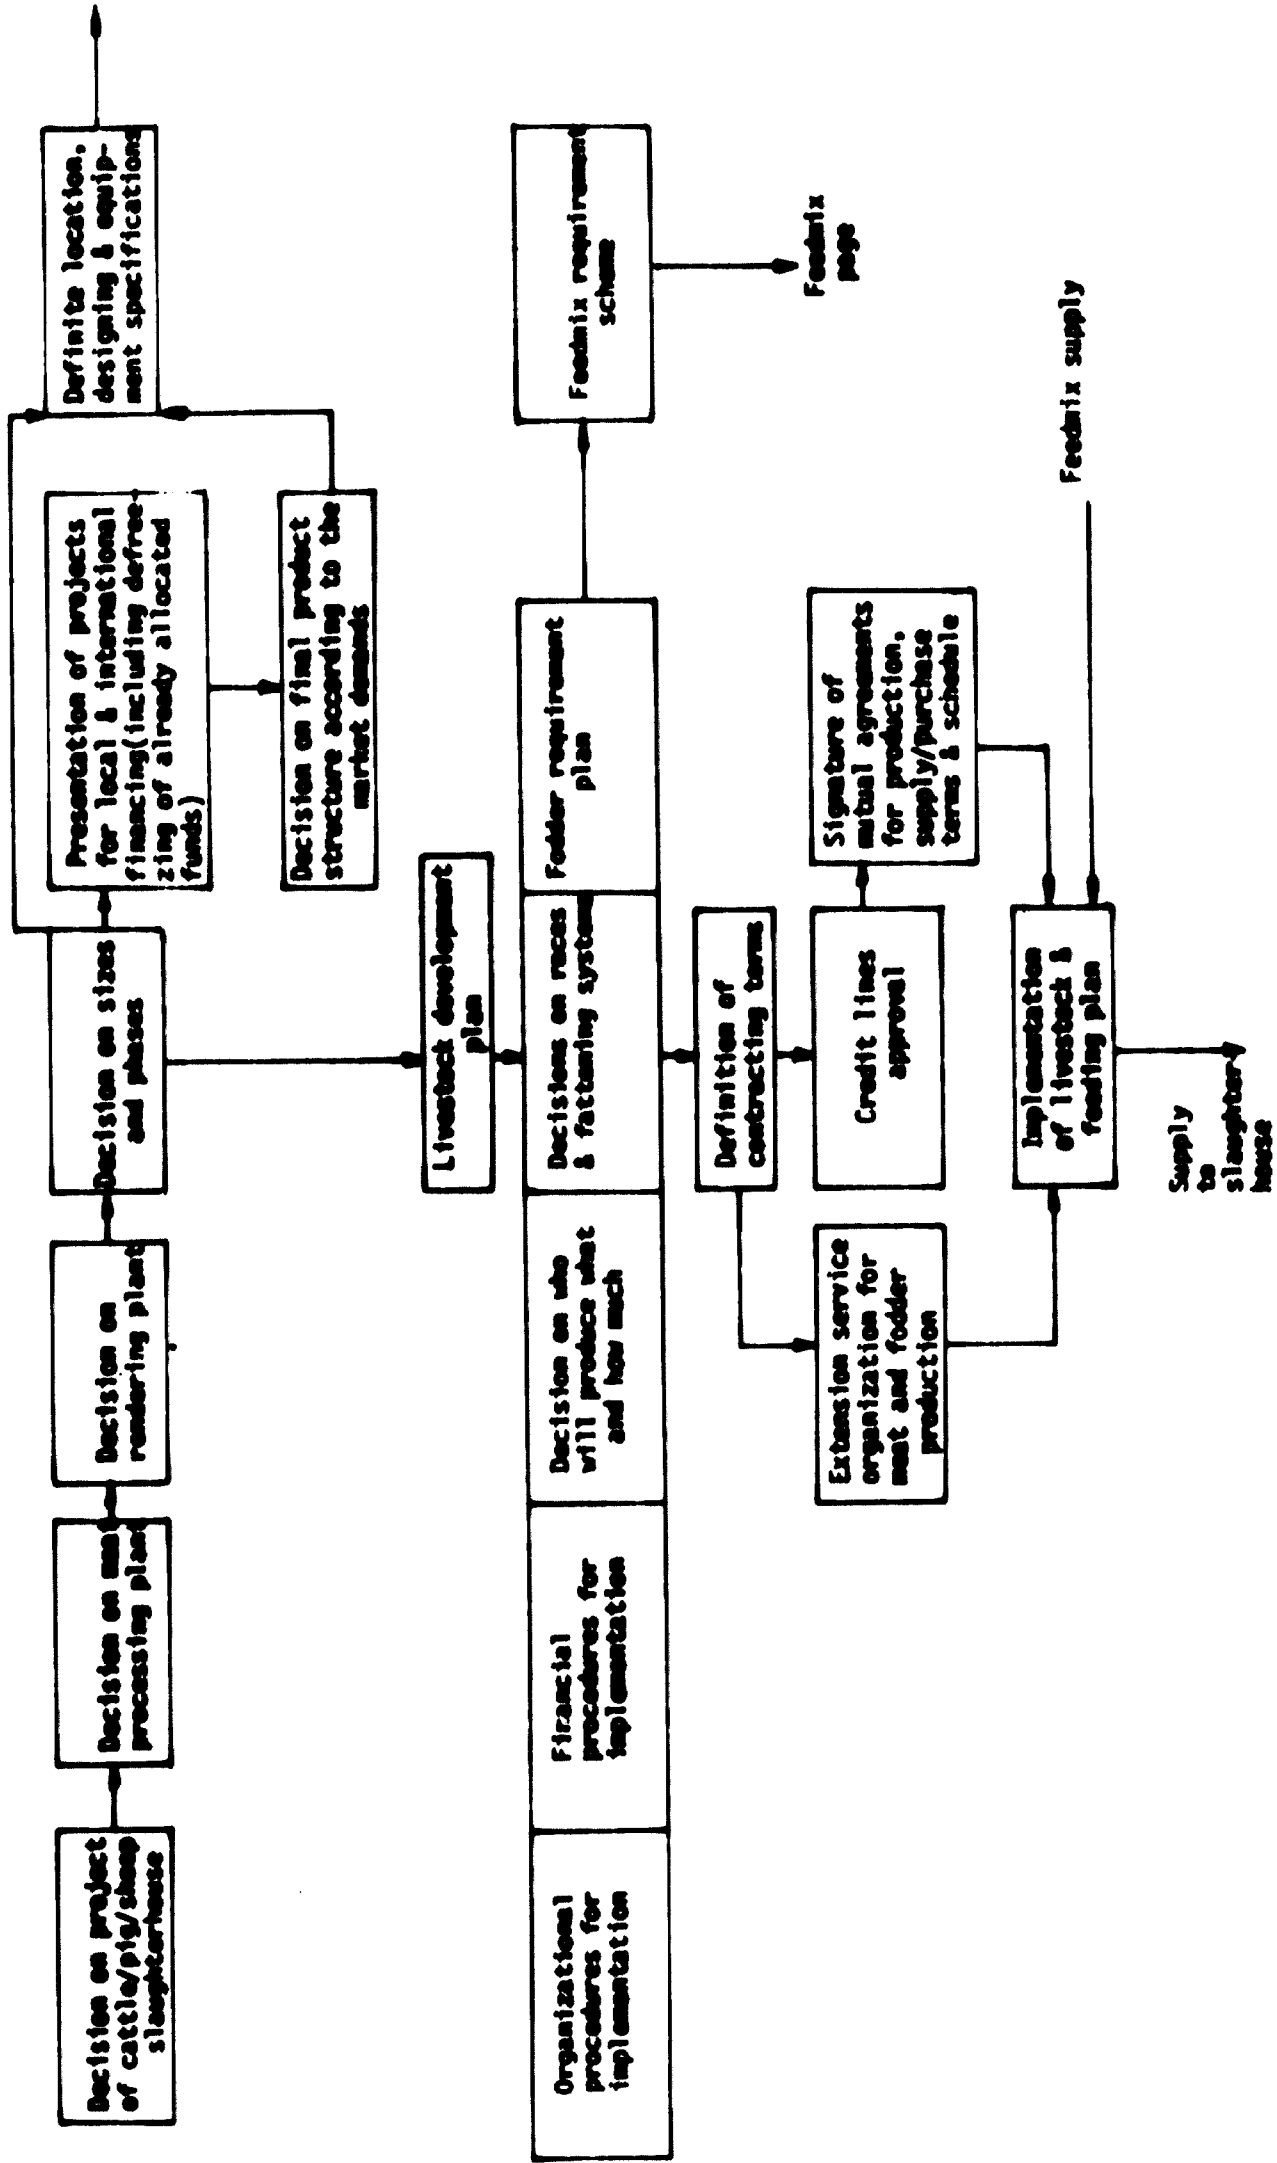 Decision on project
of cattle/pig/sheep
slaughterhouse
Decision on meat
processing plant
Decision on
rendering plant
Decision on sizes
and phases
Presentation of projects
for local & international
financing(including defree-
zing of already allocated
funds)
Definite location,
designing & equip-
ment specifications
Decision on final product
structure according to the
market demands
Livestock development
plan
Organizational
procedures for
implementation
Financial
procedures for
implementation
Decision on who
will produce what
and how much
Decisions on races
& fattening systems
Fodder requirement
plan
Feedmix requirement
scheme
Feedmix
page
Definition of
contracting terms
Extension service
organization for
meat and fodder
production
Credit lines
approval
Signature of
mutual agreements
for production,
supply/purchase
terms & schedule
Implementation
of livestock &
feeding plan
Feedmix supply
Supply
to
slaughter-
house